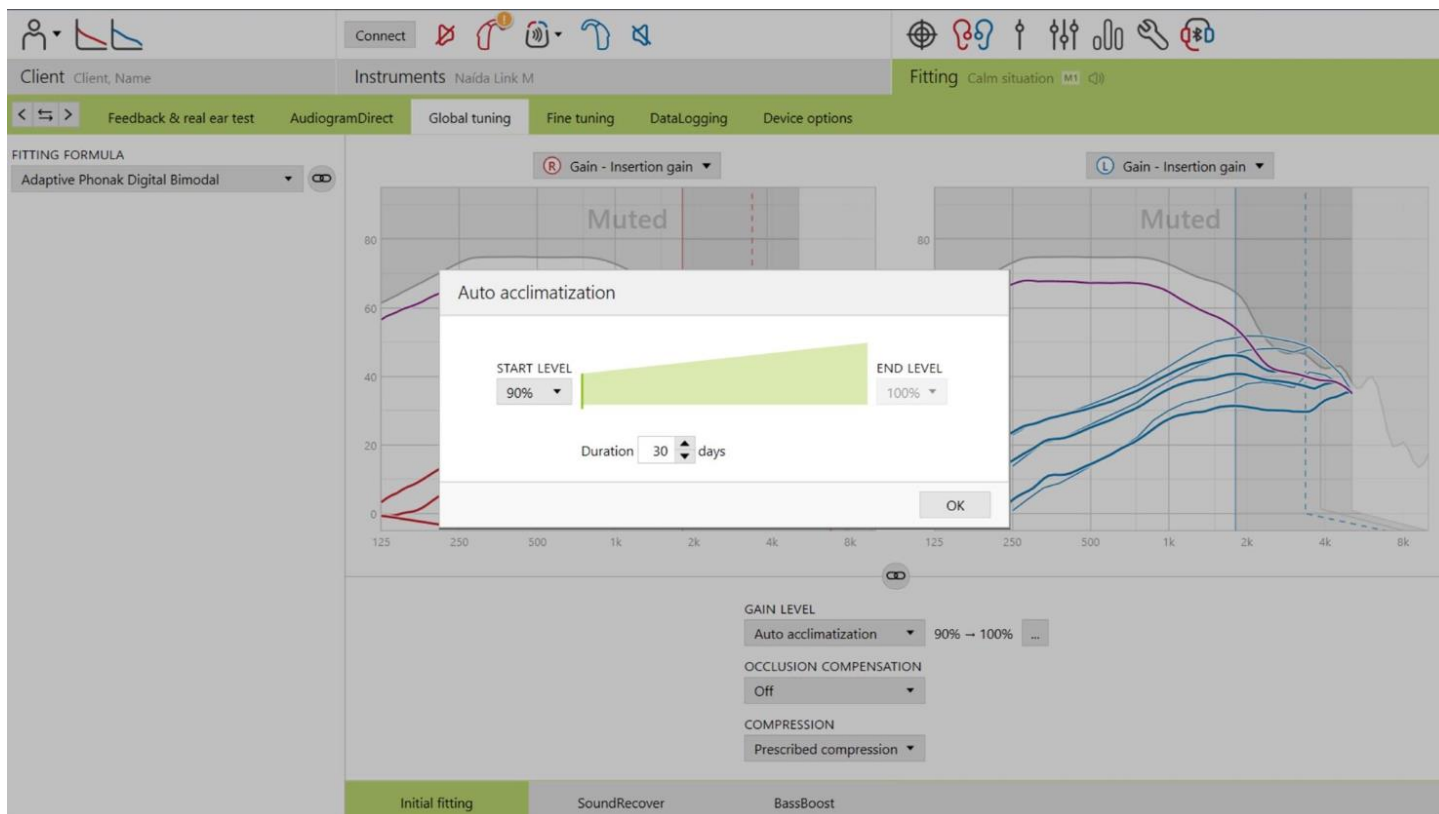 Connect
Client Client, Name
Instruments Naída Link M
Fitting Calm situation M1
Feedback & real ear test AudiogramDirect Global tuning Fine tuning DataLogging Device options
FITTING FORMULA
Adaptive Phonak Digital Bimodal
R Gain - Insertion gain
L Gain - Insertion gain
Muted
Muted
80
60
40
20
0
125 250 500 1k 2k 4k 8k
80
125 250 500 1k 2k 4k 8k
Auto acclimatization
START LEVEL
90%
END LEVEL
100%
Duration 30 days
OK
GAIN LEVEL
Auto acclimatization 90% → 100% ...
OCCLUSION COMPENSATION
Off
COMPRESSION
Prescribed compression
Initial fitting SoundRecover BassBoost